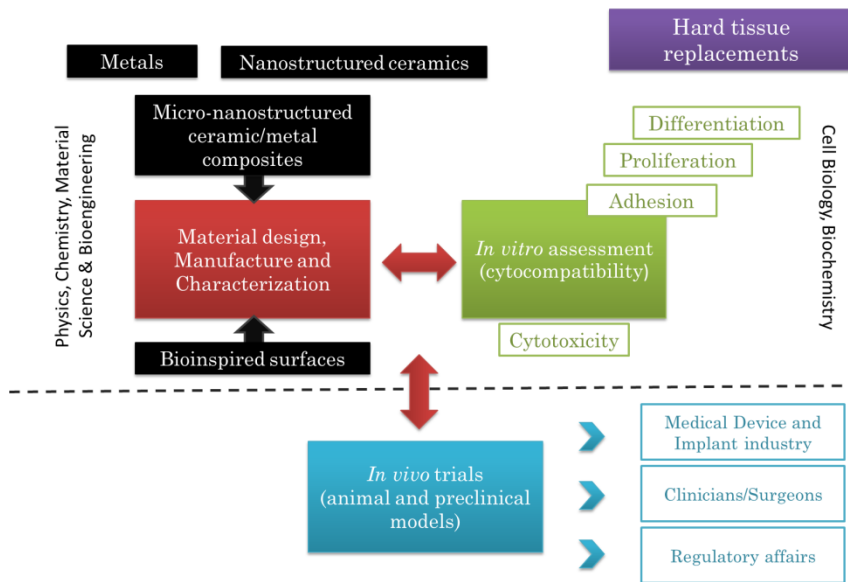 Hard tissue
replacements
Metals
Nanostructured ceramics
Micro-nanostructured
ceramic/metal
composites
Differentiation
Proliferation
Adhesion
Physics, Chemistry, Material
Science & Bioengineering
Cell Biology, Biochemistry
Material design,
Manufacture and
Characterization
In vitro assessment
(cytocompatibility)
Bioinspired surfaces
Cytotoxicity
In vivo trials
(animal and preclinical
models)
Medical Device and
Implant industry
Clinicians/Surgeons
Regulatory affairs